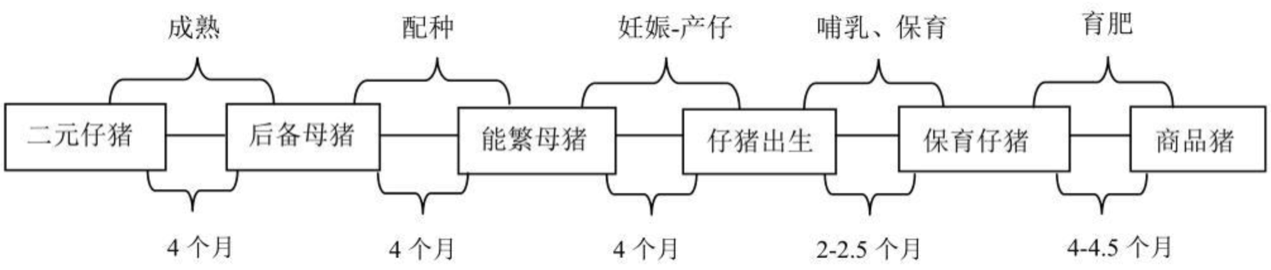 成熟 配种 妊娠-产仔 哺乳、保育 育肥
二元仔猪 后备母猪 能繁母猪 仔猪出生 保育仔猪 商品猪
4 个月 4 个月 4 个月 2-2.5 个月 4-4.5 个月